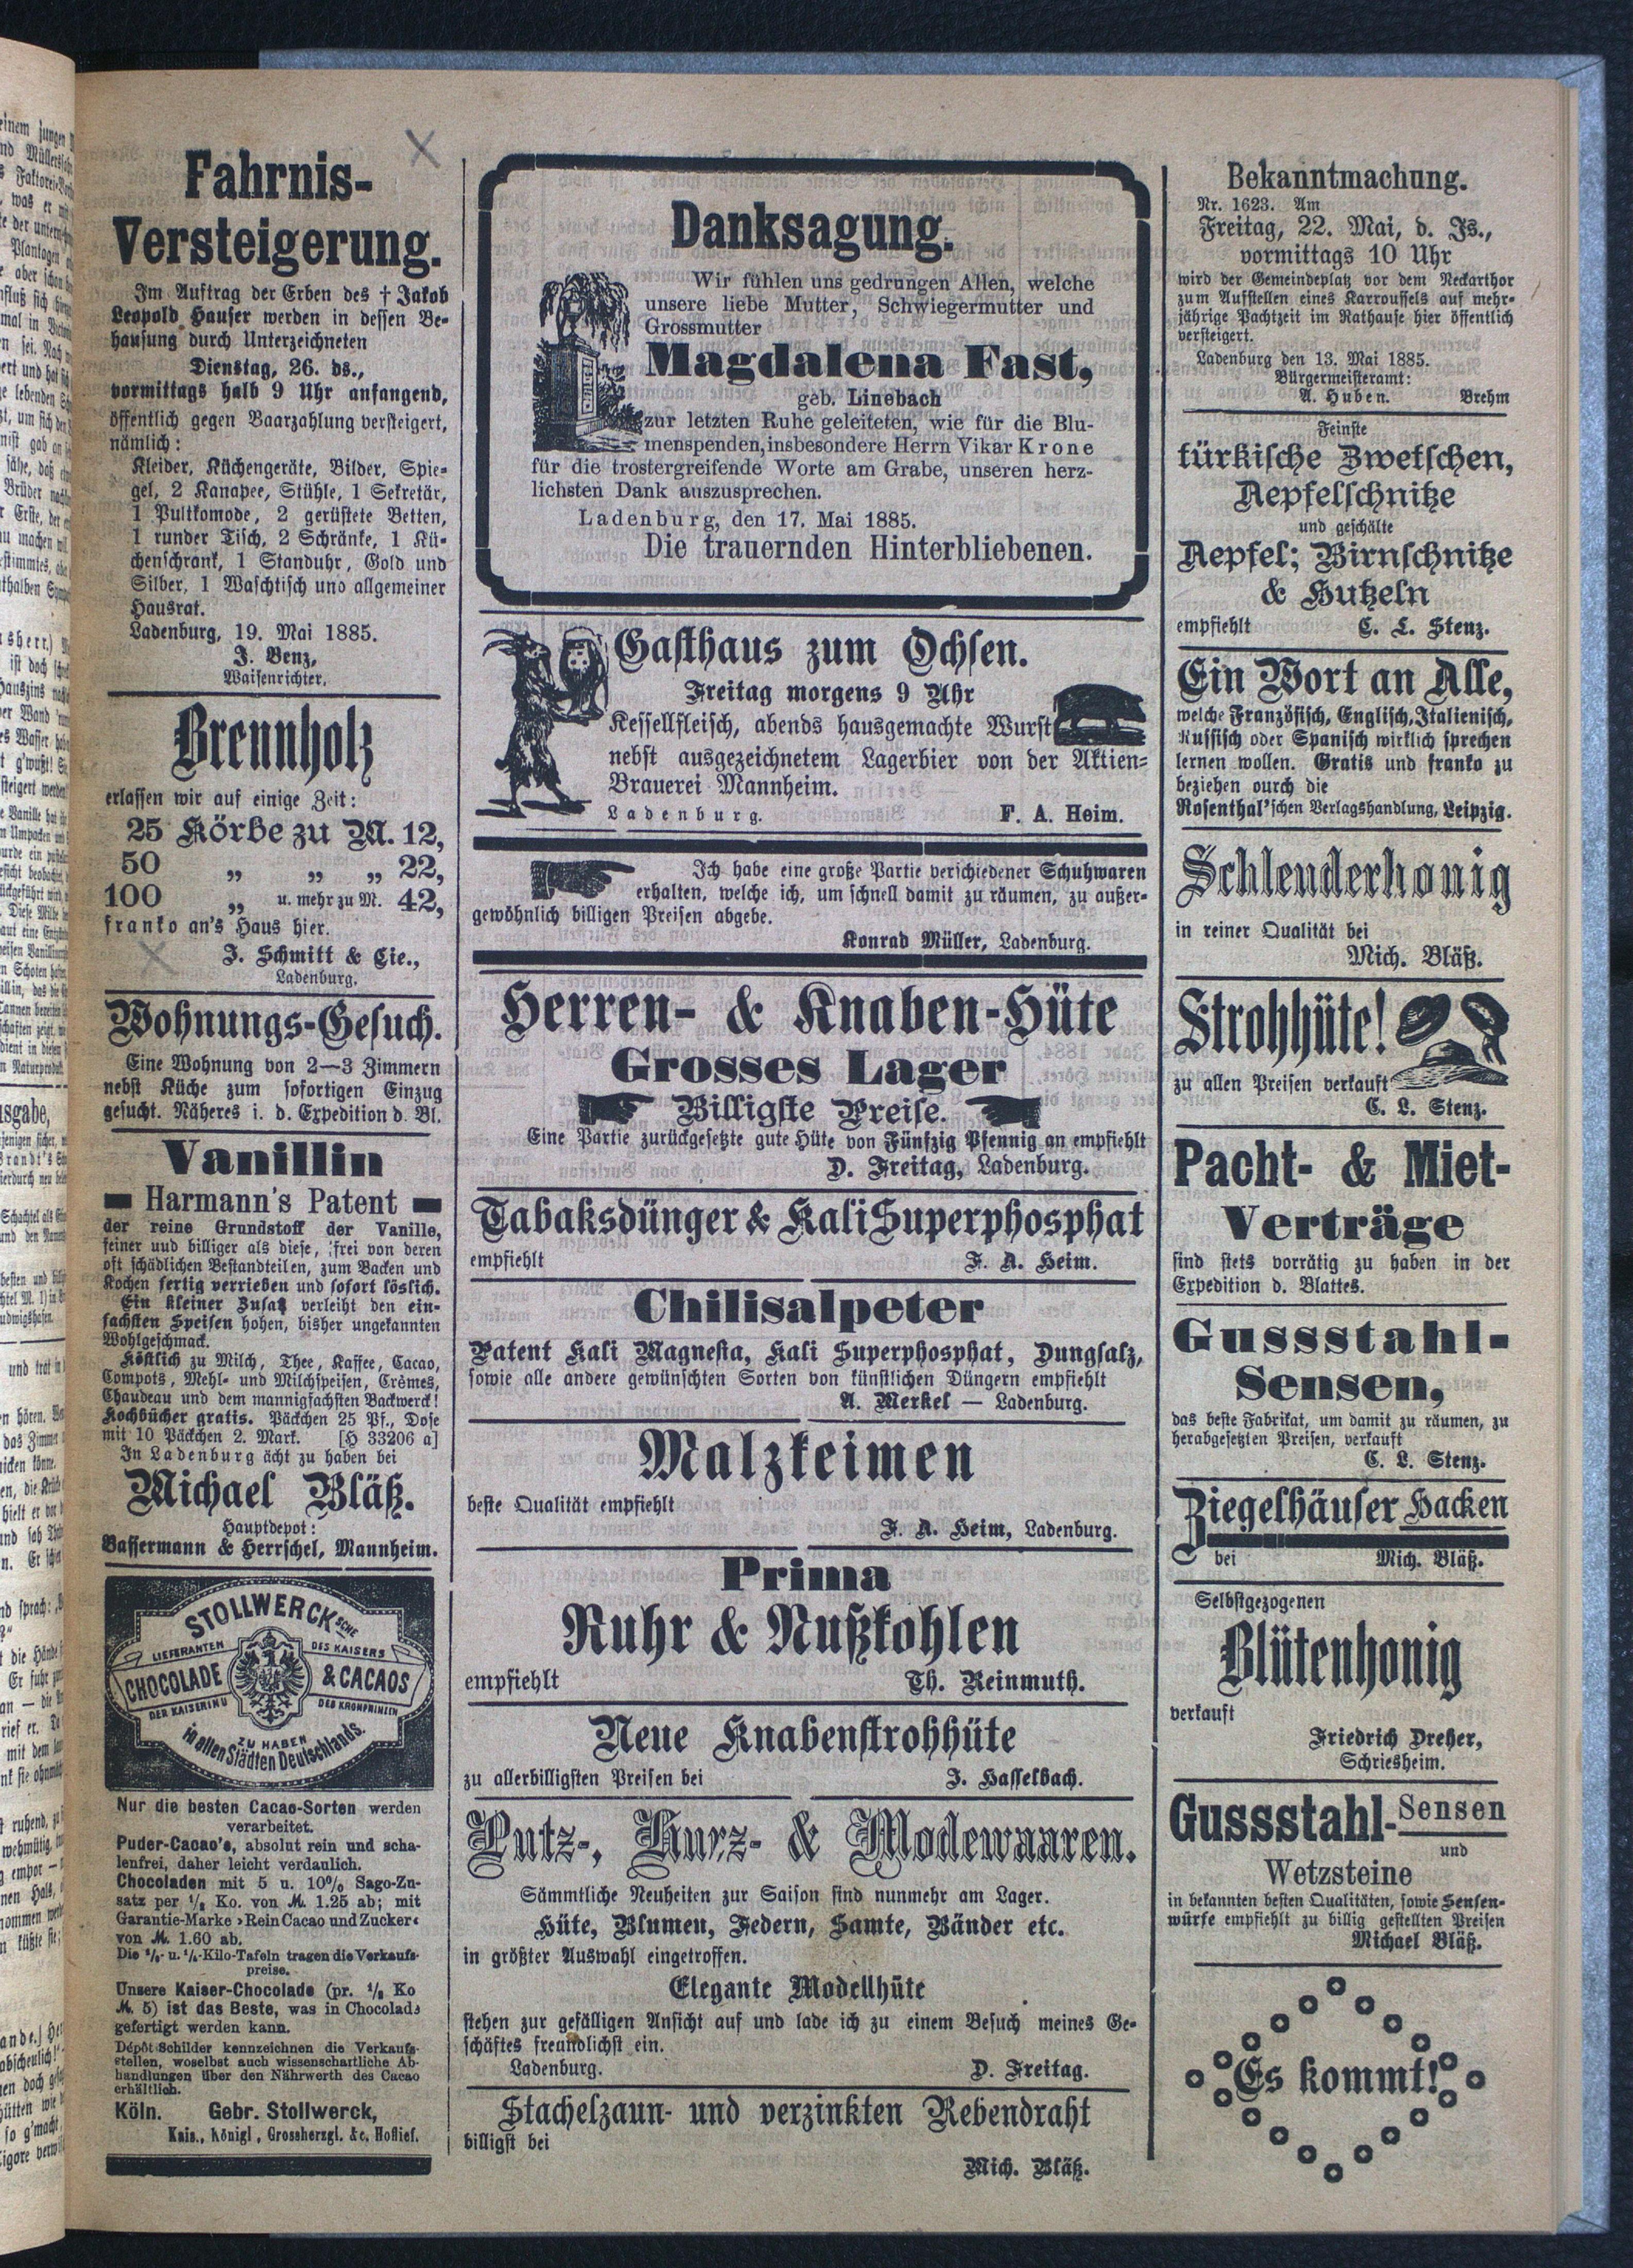 Fahrnis-
Versteigerung.
Im Auftrag der Erben des † Jakob
Leopold Hauser werden in dessen Be-
hausung durch Unterzeichneten
Dienstag, 26. ds.,
vormittags halb 9 Uhr anfangend,
öffentlich gegen Baarzahlung versteigert,
nämlich:
Kleider, Küchengeräte, Bilder, Spie-
gel, 2 Kanapee, Stühle, 1 Sekretär,
1 Pultkomode, 2 gerüstete Betten,
1 runder Tisch, 2 Schränke, 1 Kü-
chenschrank, 1 Standuhr, Gold und
Silber, 1 Waschtisch uno allgemeiner
Hausrat.
Ladenburg, 19. Mai 1885.
J. Benz,
Waisenrichter.
Brennholz
erlassen wir auf einige Zeit:
25 Körbe zu M. 12,
50 „ „ „ 22,
100 „ u. mehr zu M. 42,
franko an's Haus hier.
J. Schmitt & Cie.,
Ladenburg.
Wohnungs-Gesuch.
Eine Wohnung von 2—3 Zimmern
nebst Küche zum sofortigen Einzug
gesucht. Näheres i. d. Expedition d. Bl.
Vanillin
Harmann's Patent
der reine Grundstoff der Vanille,
feiner uud billiger als diese, frei von deren
oft schädlichen Bestandteilen, zum Backen und
Kochen fertig verrieben und sofort löslich.
Ein kleiner Zusatz verleiht den ein-
fachsten Speisen hohen, bisher ungekannten
Wohlgeschmack.
Köstlich zu Milch, Thee, Kaffee, Cacao,
Compots, Mehl- und Milchspeisen, Crêmes,
Chaudeau und dem mannigfachsten Backwerck!
Kochbücher gratis. Päckchen 25 Pf., Dose
mit 10 Päckchen 2. Mark. [H 33206 a]
In Ladenburg ächt zu haben bei
Michael Bläß.
Hauptdepot:
Bassermann & Herrschel, Mannheim.
STOLLWERCK'SCHE
LIEFERANTEN DES KAISERS
CHOCOLADE & CACAOS
DER KAISERIN U DES KRONPRINZEN
ZU HABEN
in allen Städten Deutschlands.
Nur die besten Cacao-Sorten werden
verarbeitet.
Puder-Cacao's, absolut rein und scha-
lenfrei, daher leicht verdaulich.
Chocoladen mit 5 u. 10% Sago-Zu-
satz per ½ Ko. von M. 1.25 ab; mit
Garantie-Marke ›Rein Cacao und Zucker‹
von M. 1.60 ab.
Die ½- u. ¼-Kilo-Tafeln tragen die Verkaufs-
preise.
Unsere Kaiser-Chocolade (pr. ½ Ko
M. 5) ist das Beste, was in Chocolade
gefertigt werden kann.
Dépôt-Schilder kennzeichnen die Verkaufs-
stellen, woselbst auch wissenschaftliche Ab-
handlungen über den Nährwerth des Cacao
erhältlich.
Köln. Gebr. Stollwerck,
Kais., Königl, Grossherzgl. &c. Hoflief.
Danksagung.
Wir fühlen uns gedrungen Allen, welche
unsere liebe Mutter, Schwiegermutter und
Grossmutter
Magdalena Fast,
geb. Linebach
zur letzten Ruhe geleiteten, wie für die Blu-
menspenden, insbesondere Herrn Vikar Krone
für die trostergreifende Worte am Grabe, unseren herz-
lichsten Dank auszusprechen.
Ladenburg, den 17. Mai 1885.
Die trauernden Hinterbliebenen.
Gasthaus zum Ochsen.
Freitag morgens 9 Uhr
Kesselfleisch, abends hausgemachte Wurst
nebst ausgezeichnetem Lagerbier von der Aktien-
Brauerei Mannheim.
Ladenburg. F. A. Heim.
Ich habe eine große Partie verschiedener Schuhwaren
erhalten, welche ich, um schnell damit zu räumen, zu außer-
gewöhnlich billigen Preisen abgebe.
Konrad Müller, Ladenburg.
Herren- & Knaben-Hüte
Grosses Lager
Billigste Preise.
Eine Partie zurückgesetzte gute Hüte von Fünfzig Pfennig an empfiehlt
D. Freitag, Ladenburg.
Tabaksdünger & Kali Superphosphat
empfiehlt F. A. Heim.
Chilisalpeter
Patent Kali Magnesia, Kali Superphosphat, Dungsalz,
sowie alle andere gewünschten Sorten von künstlichen Düngern empfiehlt
A. Merkel — Ladenburg.
Malzkeimen
beste Qualität empfiehlt
F. A. Heim, Ladenburg.
Prima
Ruhr & Nußkohlen
empfiehlt Th. Reinmuth.
Neue Knabenstrohhüte
zu allerbilligsten Preisen bei J. Hasselbach.
Putz-, Kurz- & Modewaaren.
Sämmtliche Neuheiten zur Saison sind nunmehr am Lager.
Hüte, Blumen, Federn, Samte, Bänder etc.
in größter Auswahl eingetroffen.
Elegante Modellhüte
stehen zur gefälligen Ansicht auf und lade ich zu einem Besuch meines Ge-
schäftes freundlichst ein.
Ladenburg. D. Freitag.
Stachelzaun- und verzinkten Rebendraht
billigst bei
Mich. Bläß.
Bekanntmachung.
Nr. 1623. Am
Freitag, 22. Mai, d. Js.,
vormittags 10 Uhr
wird der Gemeindeplatz vor dem Neckarthor
zum Aufstellen eines Karroussels auf mehr-
jährige Pachtzeit im Rathause hier öffentlich
versteigert.
Ladenburg den 13. Mai 1885.
Bürgermeisteramt:
A. Huben. Brehm
Feinste
türkische Zwetschen,
Aepfelschnitze
und geschälte
Aepfel; Birnschnitze
& Hutzeln
empfiehlt C. L. Stenz.
Ein Wort an Alle,
welche Französisch, Englisch, Italienisch,
Russisch oder Spanisch wirklich sprechen
lernen wollen. Gratis und franko zu
beziehen ourch die
Rosenthal'schen Verlagshandlung, Leipzig.
Schlenderhonig
in reiner Qualität bei
Mich. Bläß.
Strohhüte!
zu allen Preisen verkauft
C. L. Stenz.
Pacht- & Miet-
Verträge
sind stets vorrätig zu haben in der
Expedition d. Blattes.
Gussstahl-
Sensen,
das beste Fabrikat, um damit zu räumen, zu
herabgesetzten Preisen, verkauft
C. L. Stenz.
Ziegelhäuser Hacken
bei Mich. Bläß.
Selbstgezogenen
Blütenhonig
verkauft
Friedrich Dreher,
Schriesheim.
Gussstahl-Sensen
und
Wetzsteine
in bekannten besten Qualitäten, sowie Sensen-
würfe empfiehlt zu billig gestellten Preisen
Michael Bläß.
Es kommt!